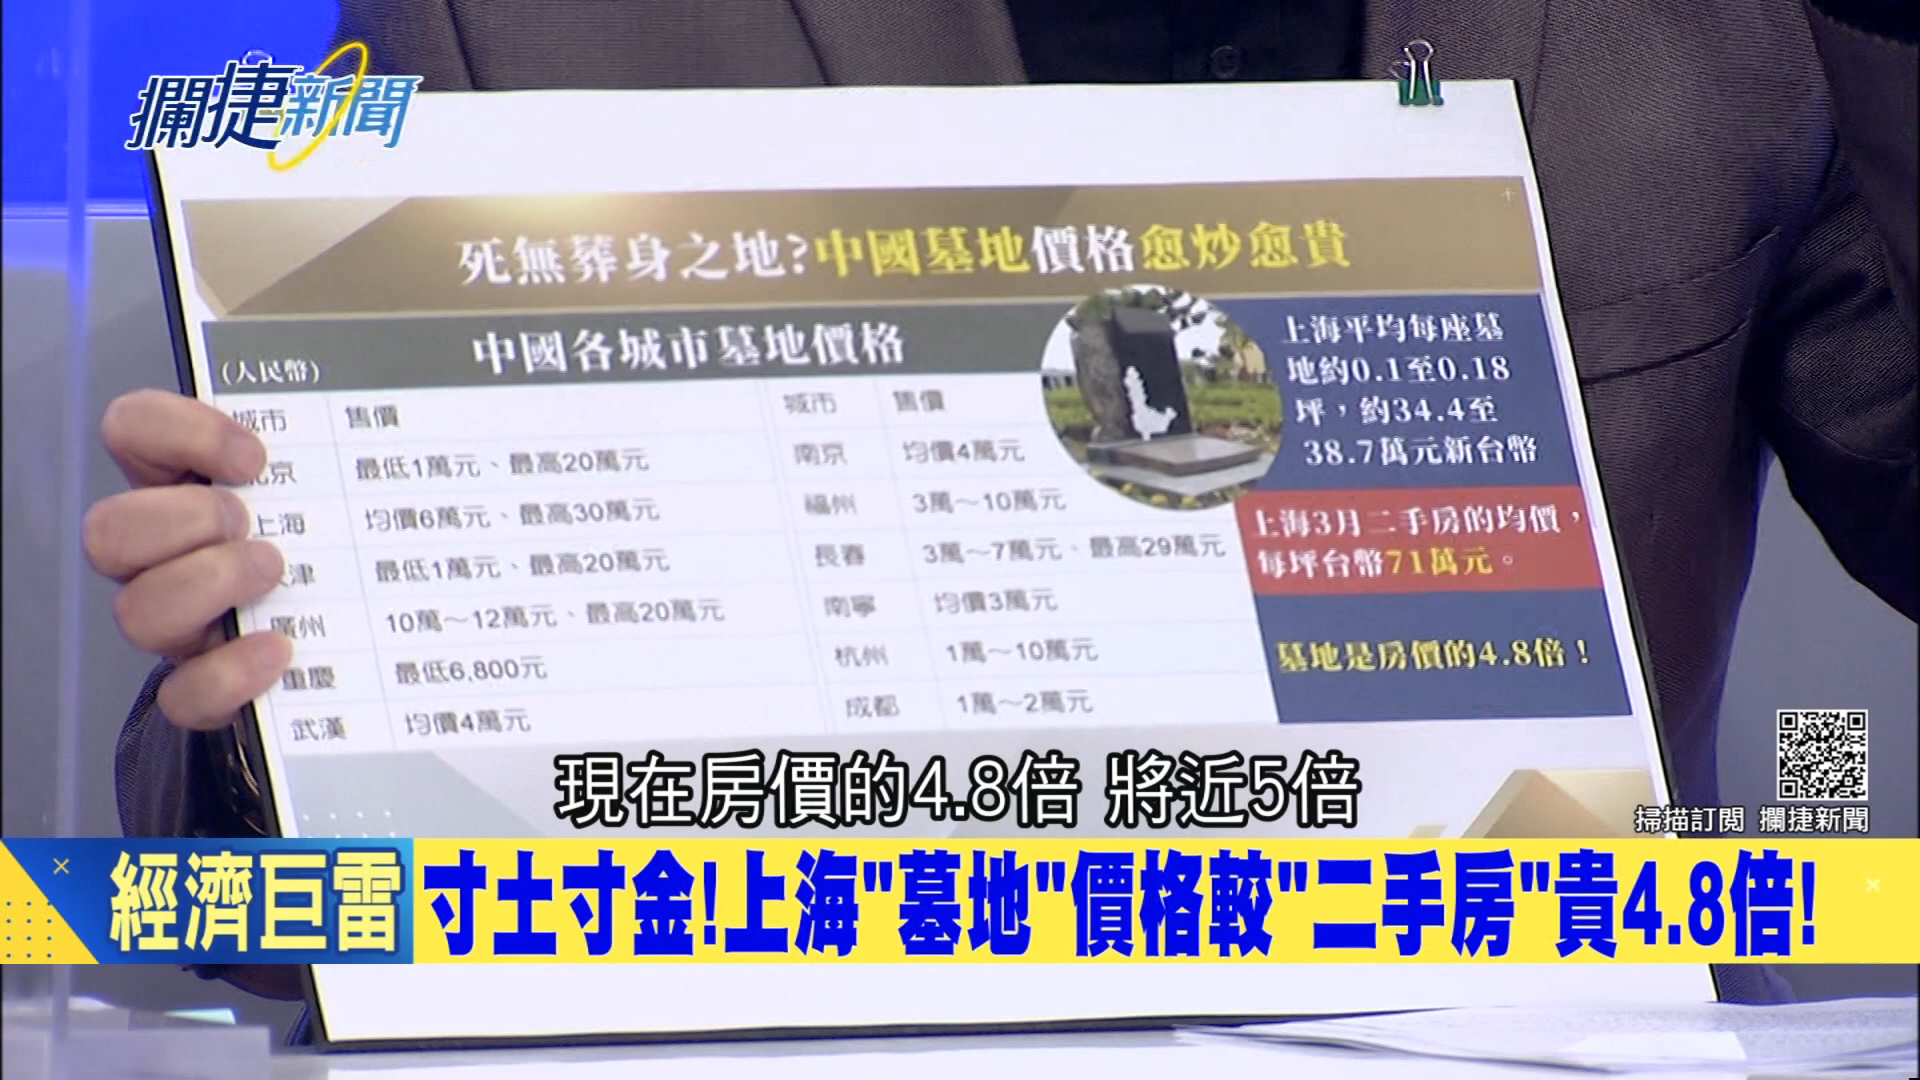 攔捷新聞
死無葬身之地?中國墓地價格愈炒愈貴
(人民幣) 中國各城市墓地價格
城市 售價 城市 售價
北京 最低1萬元、最高20萬元 南京 均價4萬元
上海 均價6萬元、最高30萬元 福州 3萬～10萬元
津 最低1萬元、最高20萬元 長春 3萬～7萬元、最高29萬元
廣州 10萬～12萬元、最高20萬元 南寧 均價3萬元
重慶 最低6,800元 杭州 1萬～10萬元
武漢 均價4萬元 成都 1萬～2萬元
上海平均每座墓
地約0.1至0.18
坪，約34.4至
38.7萬元新台幣
上海3月二手房的均價，
每坪台幣71萬元。
墓地是房價的4.8倍！
現在房價的4.8倍 將近5倍
掃描訂閱 攔捷新聞
經濟巨雷 寸土寸金!上海"墓地"價格較"二手房"貴4.8倍!